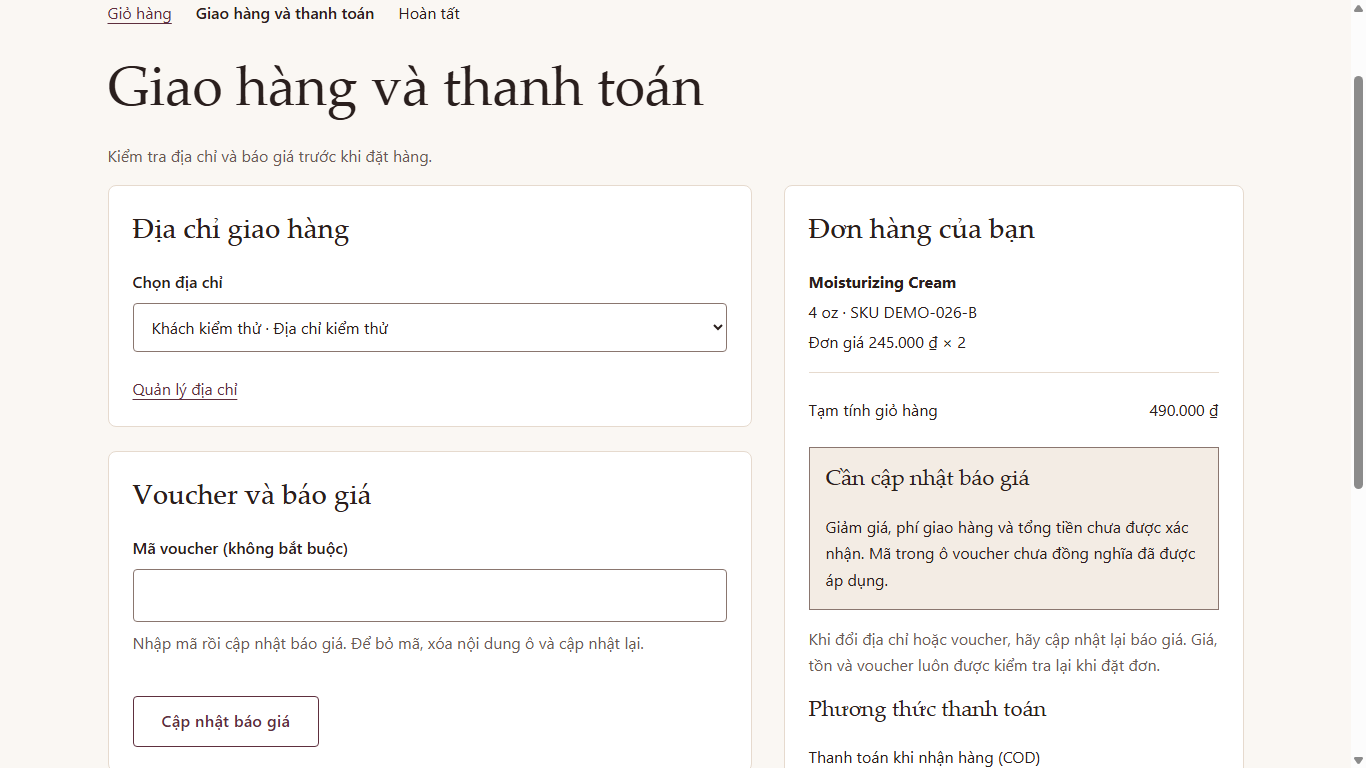 Giỏ hàng Giao hàng và thanh toán Hoàn tất
Giao hàng và thanh toán
Kiểm tra địa chỉ và báo giá trước khi đặt hàng.
Địa chỉ giao hàng
Chọn địa chỉ
Khách kiểm thử · Địa chỉ kiểm thử
Quản lý địa chỉ
Voucher và báo giá
Mã voucher (không bắt buộc)
Nhập mã rồi cập nhật báo giá. Để bỏ mã, xóa nội dung ô và cập nhật lại.
Cập nhật báo giá
Đơn hàng của bạn
Moisturizing Cream
4 oz · SKU DEMO-026-B
Đơn giá 245.000 ₫ × 2
Tạm tính giỏ hàng 490.000 ₫
Cần cập nhật báo giá
Giảm giá, phí giao hàng và tổng tiền chưa được xác
nhận. Mã trong ô voucher chưa đồng nghĩa đã được
áp dụng.
Khi đổi địa chỉ hoặc voucher, hãy cập nhật lại báo giá. Giá,
tồn và voucher luôn được kiểm tra lại khi đặt đơn.
Phương thức thanh toán
Thanh toán khi nhận hàng (COD)